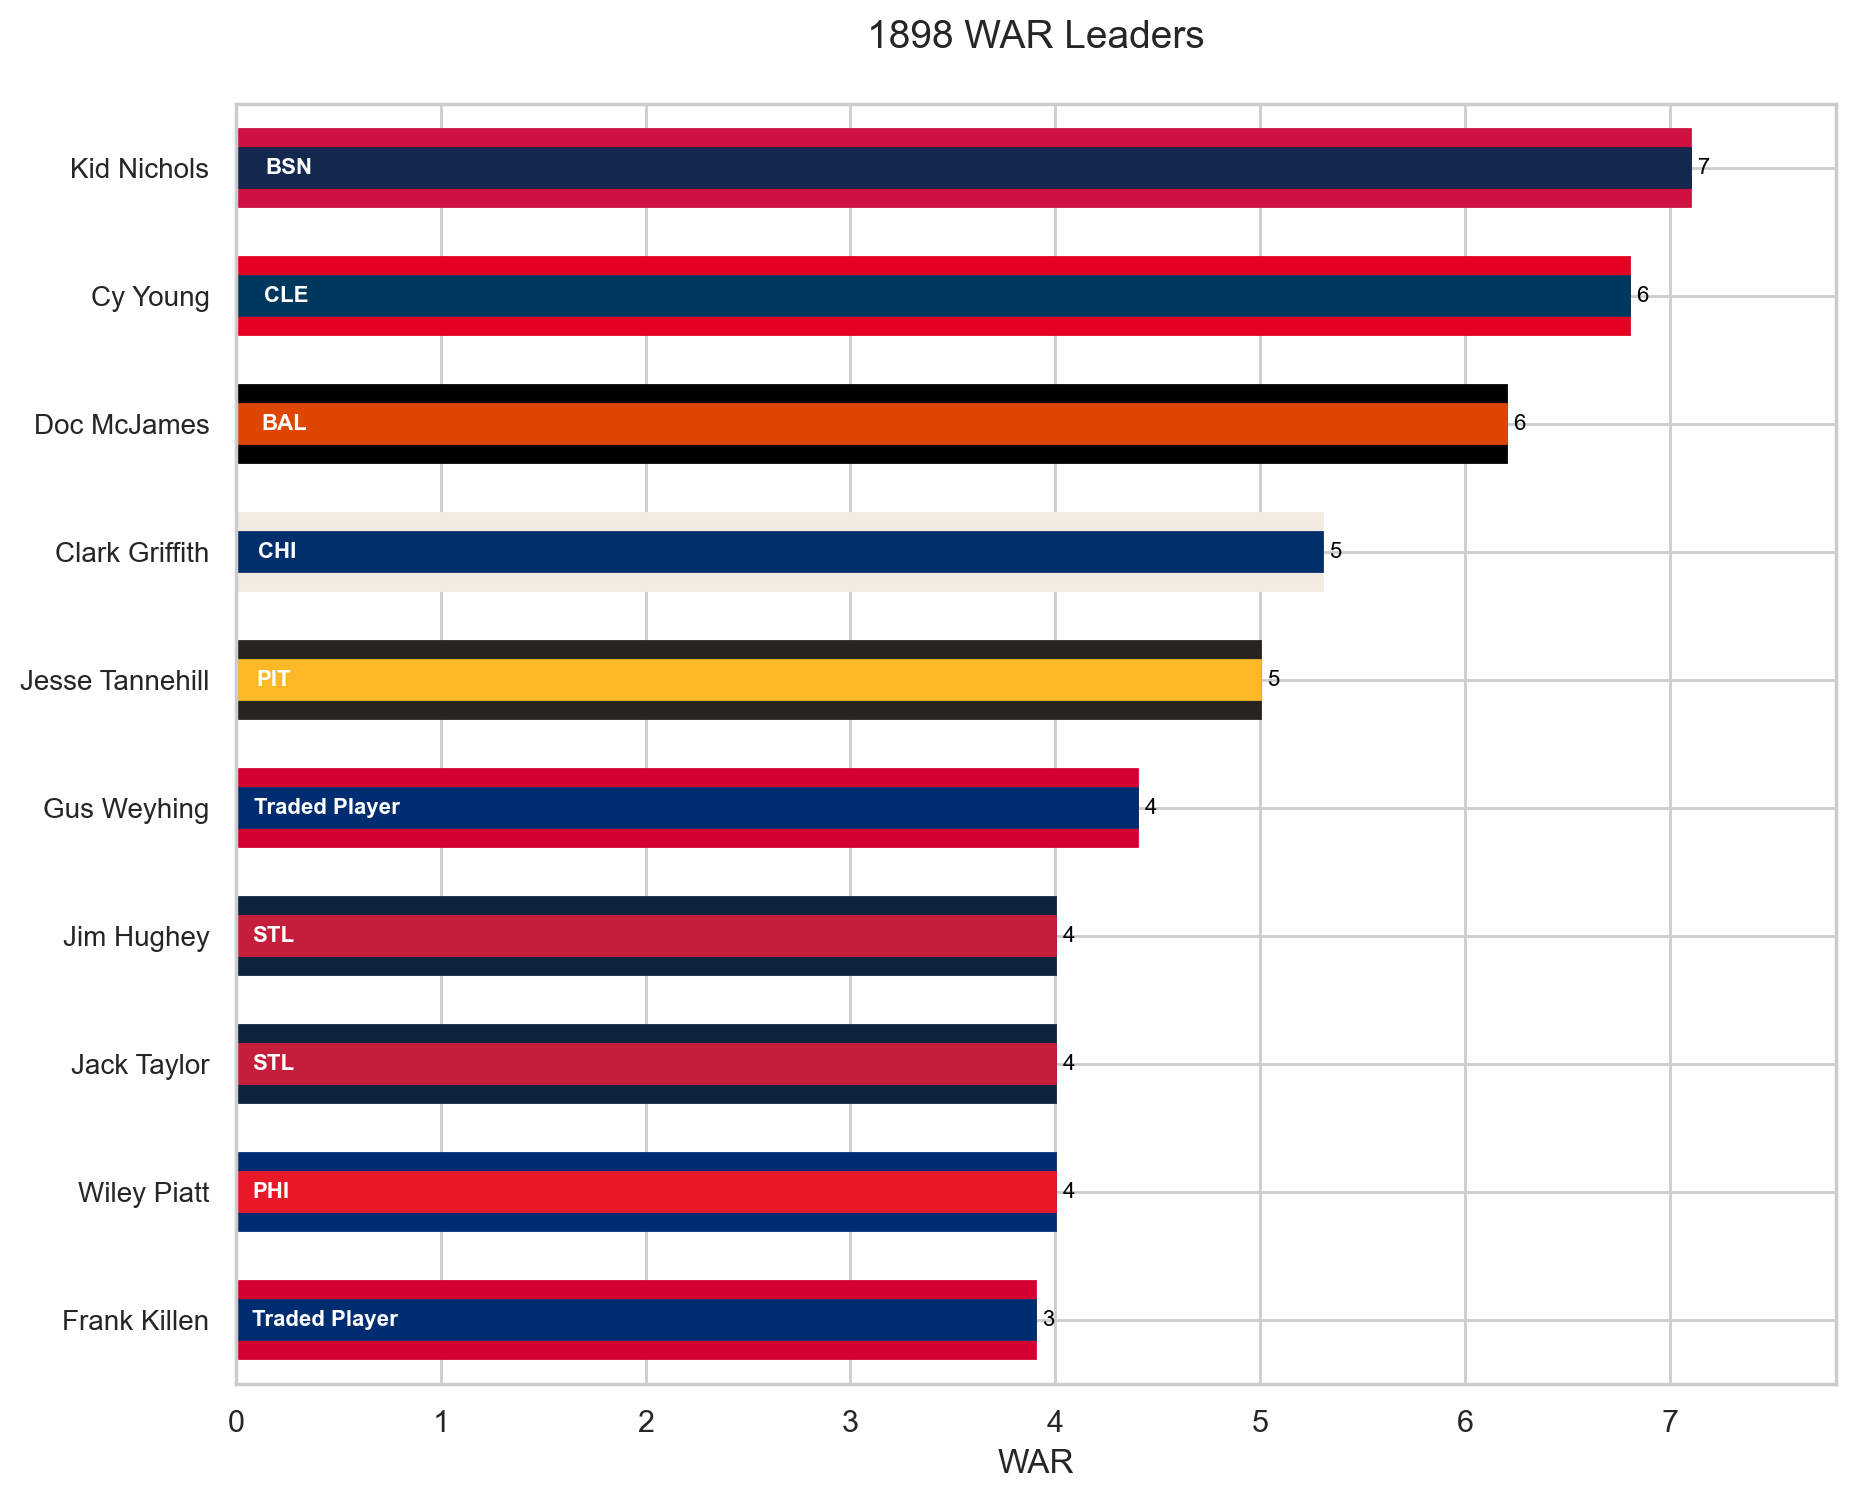 1898 WAR Leaders
Kid Nichols BSN 7
Cy Young CLE 6
Doc McJames BAL 6
Clark Griffith CHI 5
Jesse Tannehill PIT 5
Gus Weyhing Traded Player 4
Jim Hughey STL 4
Jack Taylor STL 4
Wiley Piatt PHI 4
Frank Killen Traded Player 3
0 1 2 3 4 5 6 7
WAR